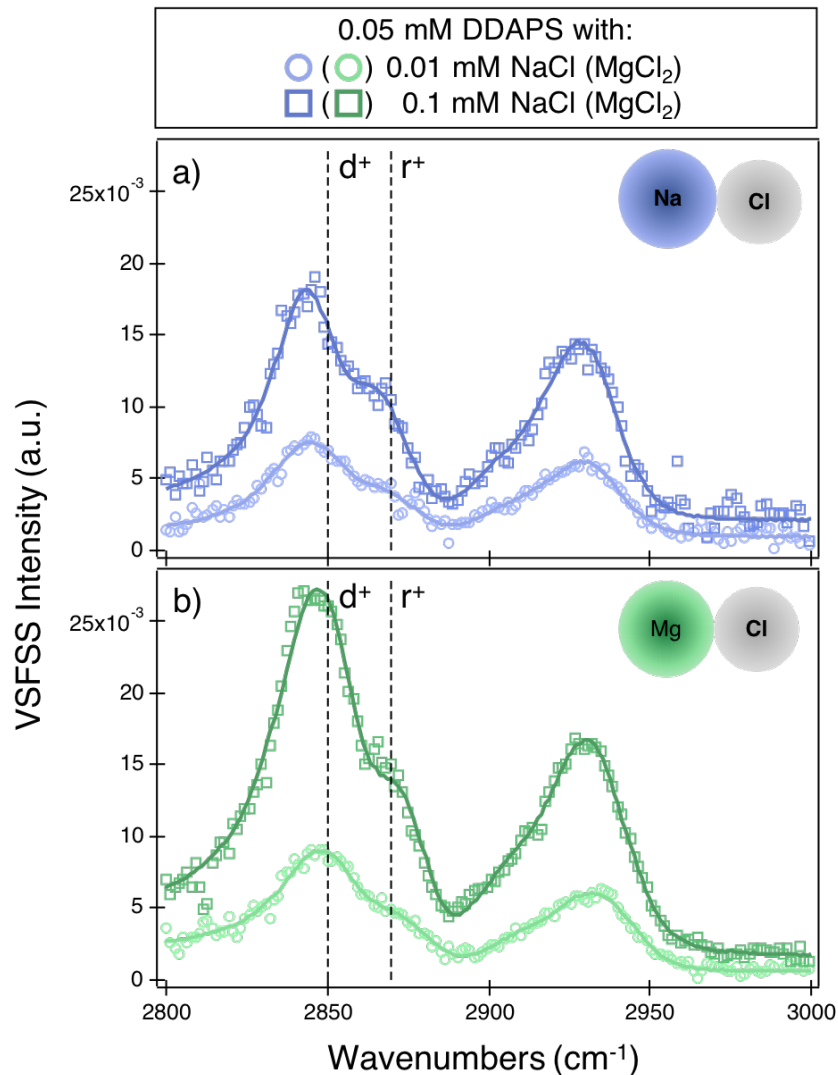 0.05 mM DDAPS with:
( ) 0.01 mM NaCl (MgCl₂)
( ) 0.1 mM NaCl (MgCl₂)
a)
d⁺
r⁺
Na
Cl
25x10⁻³
20
15
10
5
0
VSFSS Intensity (a.u.)
b)
d⁺
r⁺
Mg
Cl
25x10⁻³
20
15
10
5
0
2800
2850
2900
2950
3000
Wavenumbers (cm⁻¹)